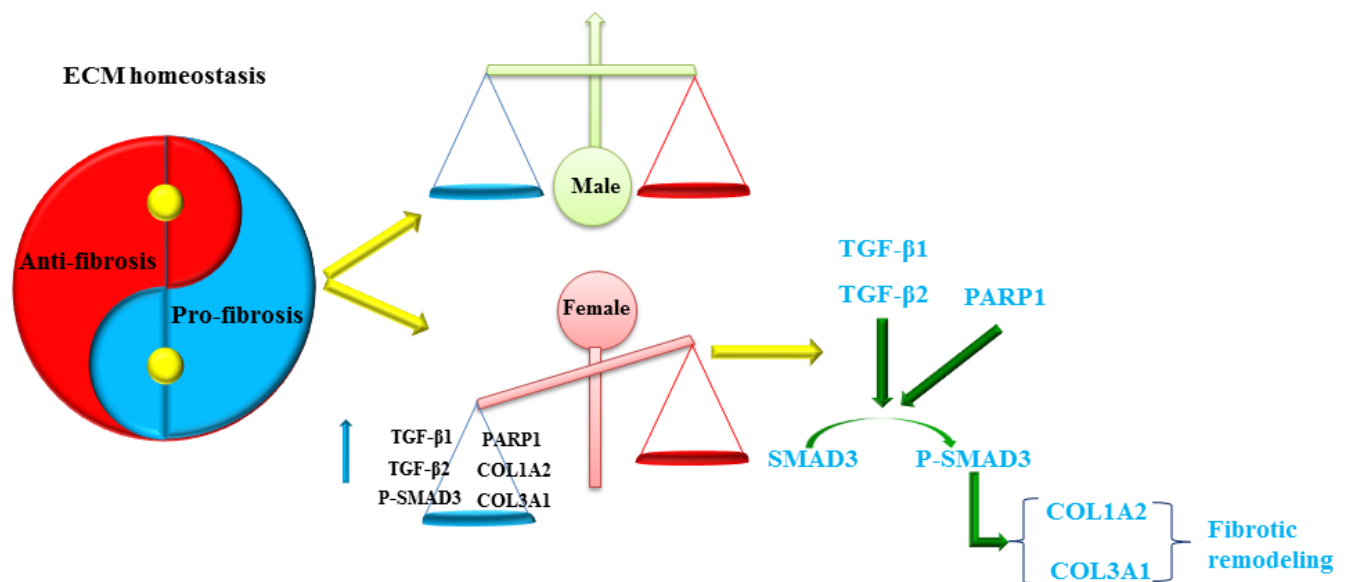 ECM homeostasis
Anti-fibrosis
Pro-fibrosis
Male
Female
TGF-β1 PARP1
TGF-β2 COL1A2
P-SMAD3 COL3A1
TGF-β1
TGF-β2 PARP1
SMAD3 P-SMAD3
COL1A2
COL3A1
Fibrotic
remodeling